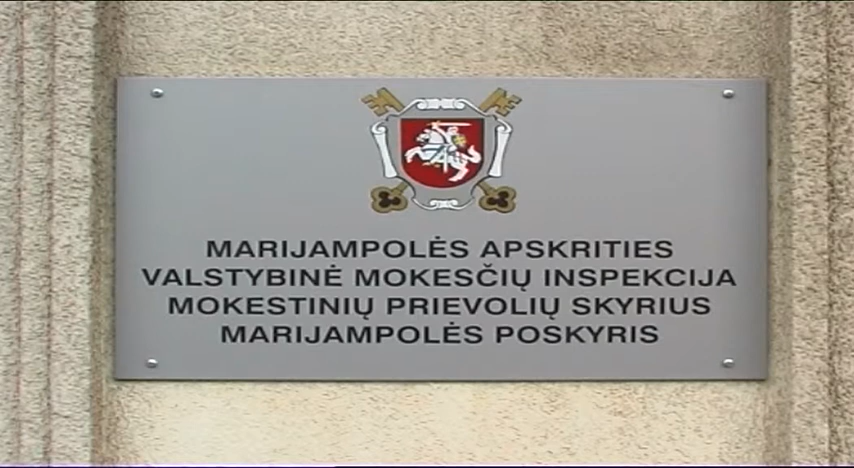 MARIJAMPOLĖS APSKRITIES
VALSTYBINĖ MOKESČIŲ INSPEKCIJA
MOKESTINIŲ PRIEVOLIŲ SKYRIUS
MARIJAMPOLĖS POSKYRIS